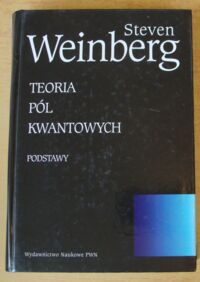 Steven
Weinberg
TEORIA
PÓL
KWANTOWYCH
PODSTAWY
Wydawnictwo Naukowe PWN